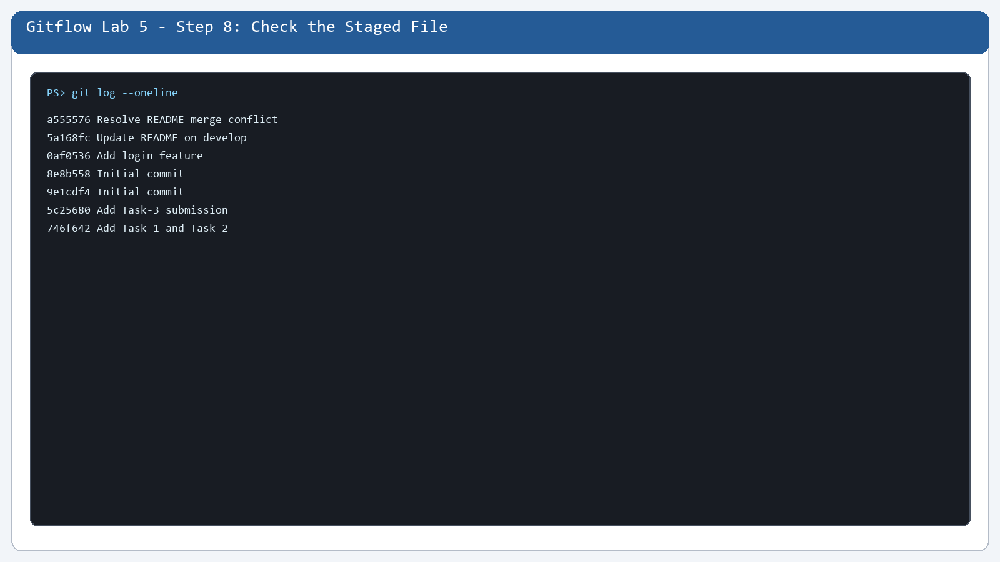 Gitflow Lab 5 - Step 8: Check the Staged File
PS> git log --oneline
a555576 Resolve README merge conflict
5a168fc Update README on develop
0af0536 Add login feature
8e8b558 Initial commit
9e1cdf4 Initial commit
5c25680 Add Task-3 submission
746f642 Add Task-1 and Task-2